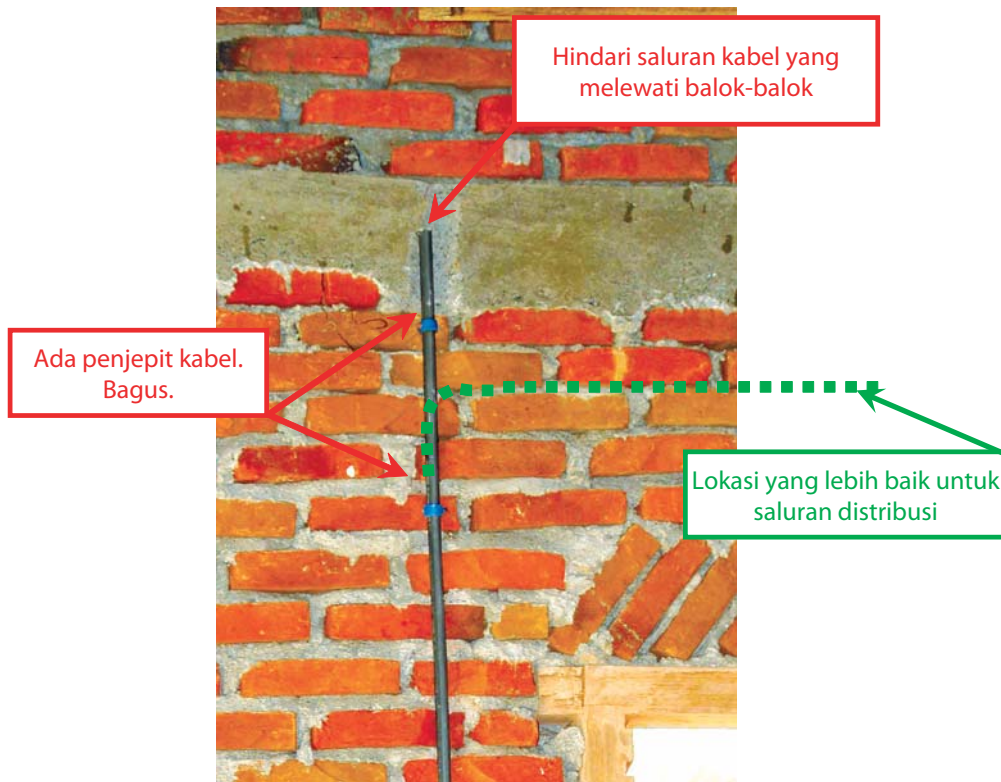 Hindari saluran kabel yang
melewati balok-balok
Ada penjepit kabel.
Bagus.
Lokasi yang lebih baik untuk
saluran distribusi